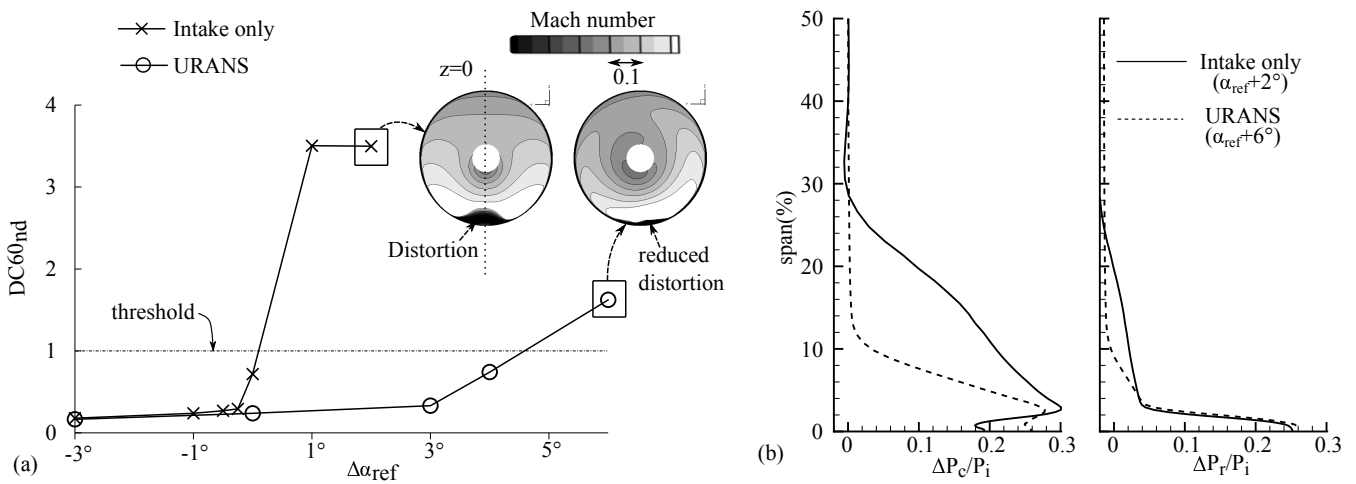 Intake only
URANS
Mach number
0.1
z=0
4
3
2
1
0
DC60nd
threshold
Distortion
reduced
distortion
-3°
-1°
1°
3°
5°
Δαref
(a)
50
40
30
20
10
0
span(%)
0
0.1
0.2
0.3
ΔPc/Pi
(b)
Intake only
(αref+2°)
URANS
(αref+6°)
0
0.1
0.2
0.3
ΔPr/Pi